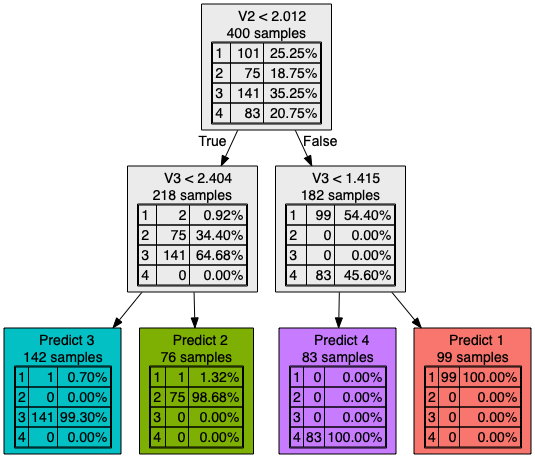 V2 < 2.012
400 samples
1 101 25.25%
2 75 18.75%
3 141 35.25%
4 83 20.75%
True False
V3 < 2.404
218 samples
1 2 0.92%
2 75 34.40%
3 141 64.68%
4 0 0.00%
V3 < 1.415
182 samples
1 99 54.40%
2 0 0.00%
3 0 0.00%
4 83 45.60%
Predict 3
142 samples
1 1 0.70%
2 0 0.00%
3 141 99.30%
4 0 0.00%
Predict 2
76 samples
1 1 1.32%
2 75 98.68%
3 0 0.00%
4 0 0.00%
Predict 4
83 samples
1 0 0.00%
2 0 0.00%
3 0 0.00%
4 83 100.00%
Predict 1
99 samples
1 99 100.00%
2 0 0.00%
3 0 0.00%
4 0 0.00%